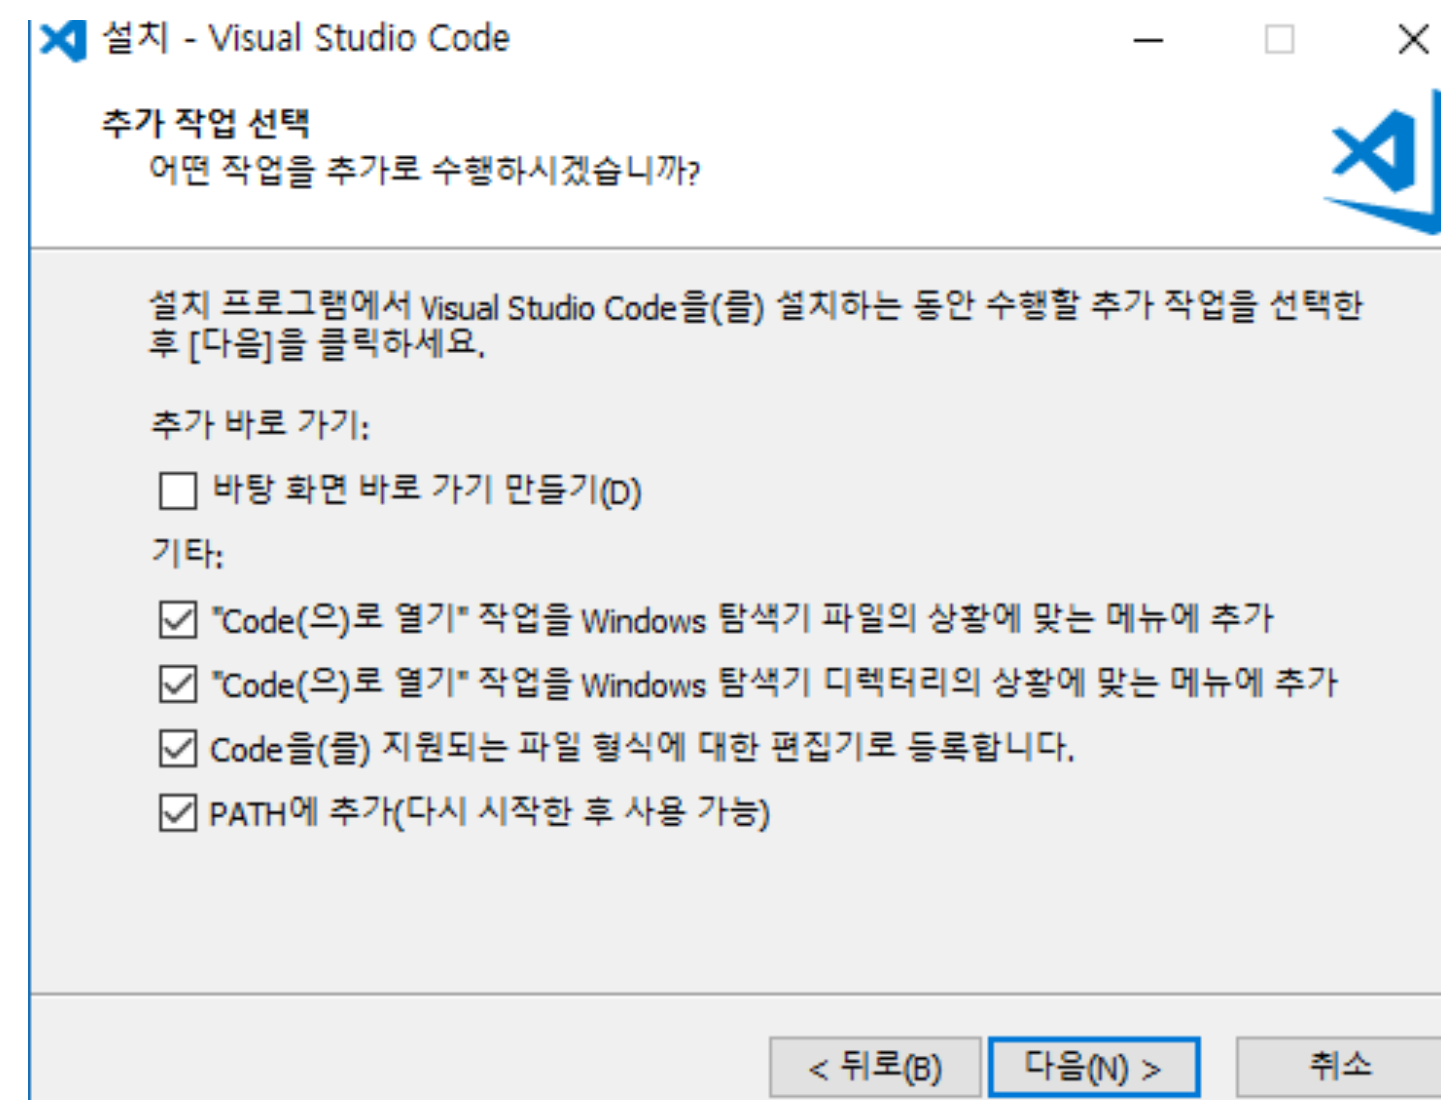 설치 - Visual Studio Code
추가 작업 선택
어떤 작업을 추가로 수행하시겠습니까?
설치 프로그램에서 Visual Studio Code을(를) 설치하는 동안 수행할 추가 작업을 선택한
후 [다음]을 클릭하세요.
추가 바로 가기:
바탕 화면 바로 가기 만들기(D)
기타:
"Code(으)로 열기" 작업을 Windows 탐색기 파일의 상황에 맞는 메뉴에 추가
"Code(으)로 열기" 작업을 Windows 탐색기 디렉터리의 상황에 맞는 메뉴에 추가
Code을(를) 지원되는 파일 형식에 대한 편집기로 등록합니다.
PATH에 추가(다시 시작한 후 사용 가능)
< 뒤로(B) 다음(N) > 취소